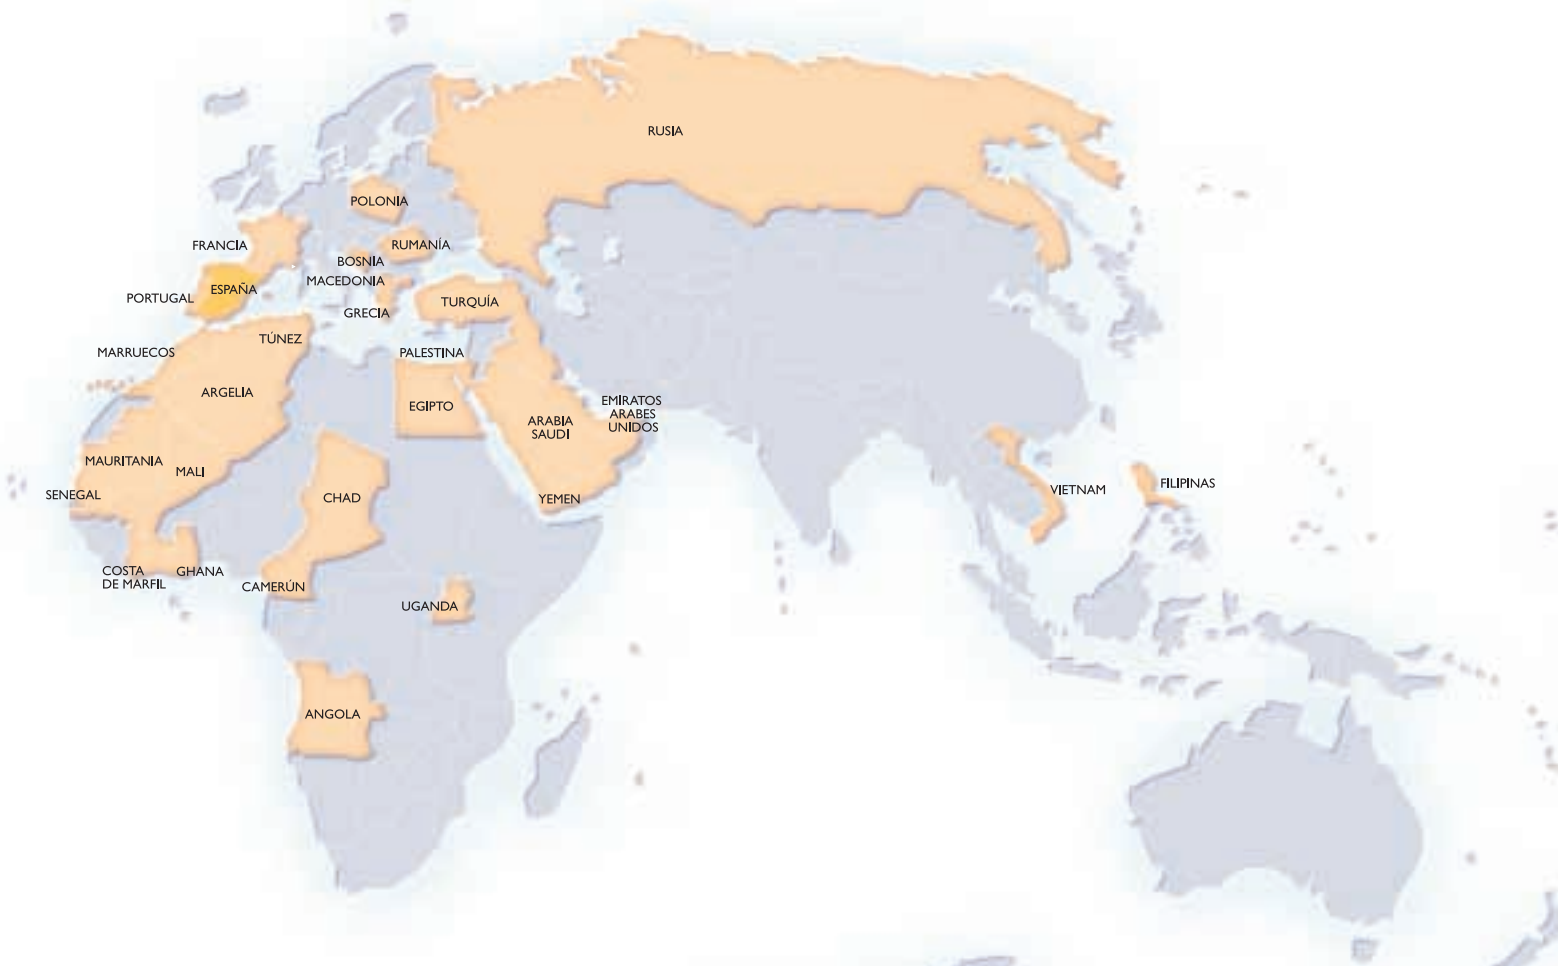 RUSIA
POLONIA
FRANCIA
RUMANÍA
BOSNIA
MACEDONIA
ESPAÑA
PORTUGAL
TURQUÍA
GRECIA
TÚNEZ
MARRUECOS
PALESTINA
ARGELIA
EGIPTO
EMIRATOS
ARABES
UNIDOS
ARABIA
SAUDI
MAURITANIA
MALI
SENEGAL
CHAD
YEMEN
VIETNAM
FILIPINAS
COSTA
DE MARFIL
GHANA
CAMERÚN
UGANDA
ANGOLA